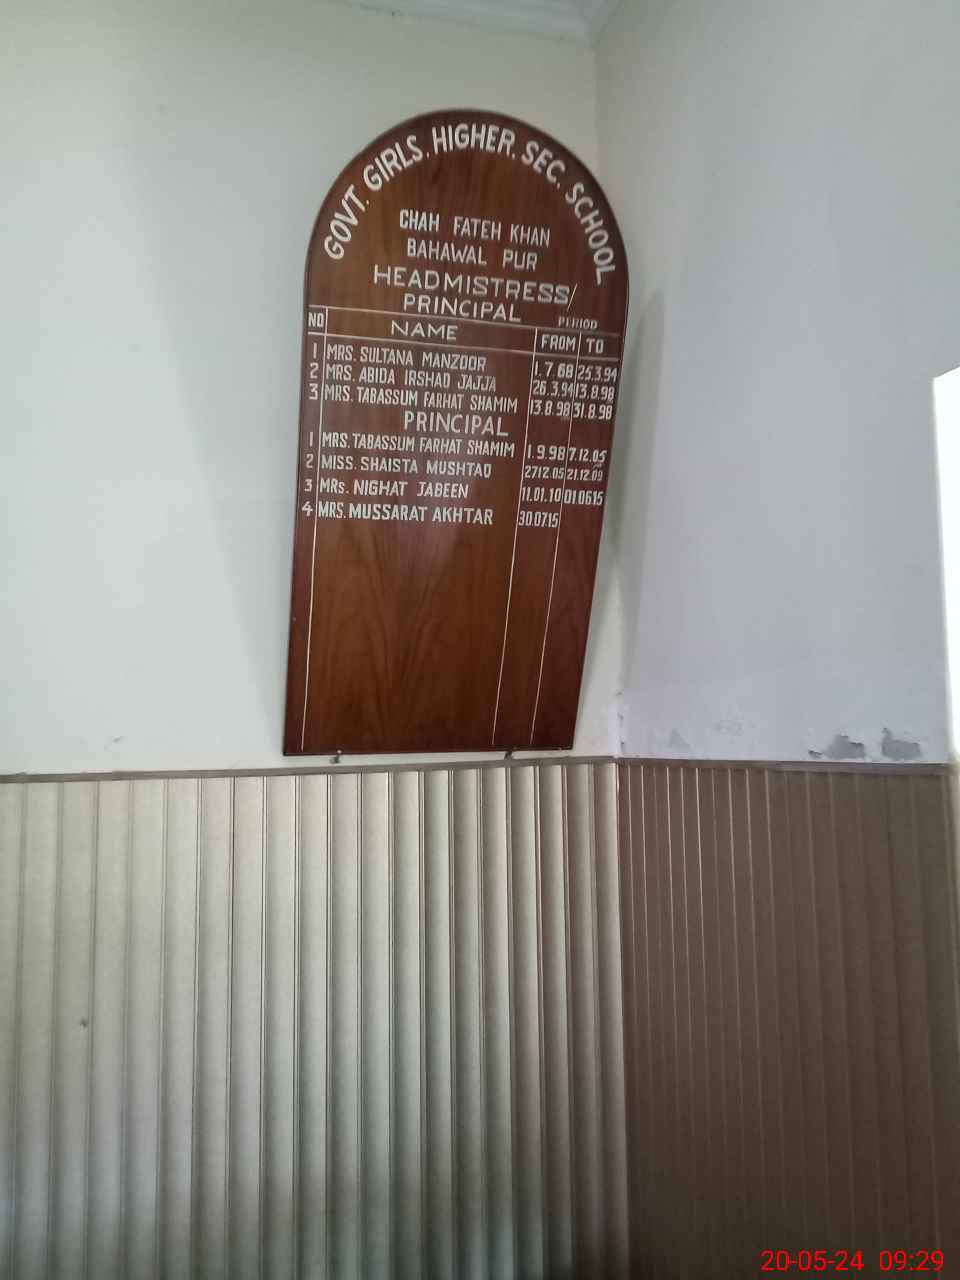 GOVT. GIRLS. HIGHER. SEC. SCHOOL
CHAH FATEH KHAN
BAHAWAL PUR
HEADMISTRESS/
PRINCIPAL
PERIOD
NO NAME FROM TO
1 MRS. SULTANA MANZOOR 1.7.68 25.3.94
2 MRS. ABIDA IRSHAD JAJJA 26.3.94 13.8.98
3 MRS. TABASSUM FARHAT SHAMIM 13.8.98 31.8.98
PRINCIPAL
1 MRS. TABASSUM FARHAT SHAMIM 1.9.98 7.12.05
2 MISS. SHAISTA MUSHTAQ 27.12.05 21.12.09
3 MRS. NIGHAT JABEEN 11.01.10 01.06.15
4 MRS. MUSSARAT AKHTAR 30.07.15
20-05-24 09:29